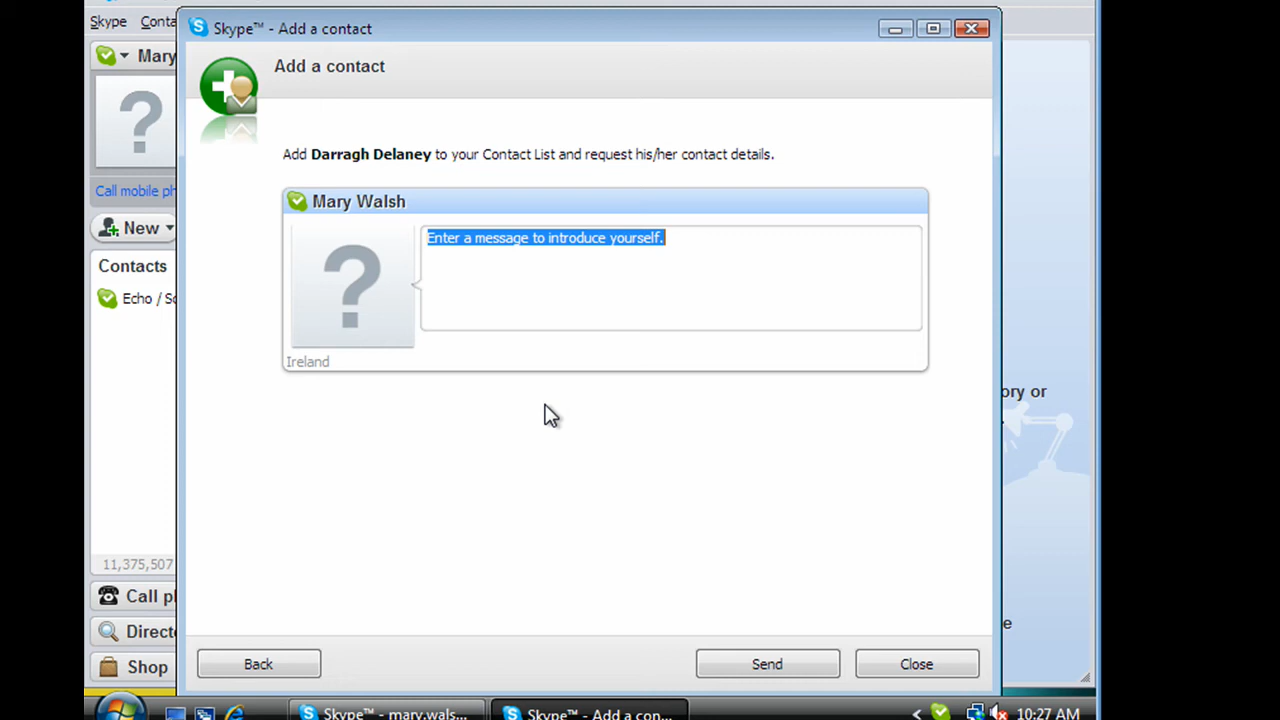 Skype™ - Add a contact
Skype Conta
Mary
Add a contact
Add Darragh Delaney to your Contact List and request his/her contact details.
Call mobile ph
Mary Walsh
New
Enter a message to introduce yourself.
Contacts
Echo / So
Ireland
ory or
11,375,507
Call pl
Directo
e
Shop
Back
Send
Close
Skype™ - mary.wals...
Skype™ - Add a con...
10:27 AM